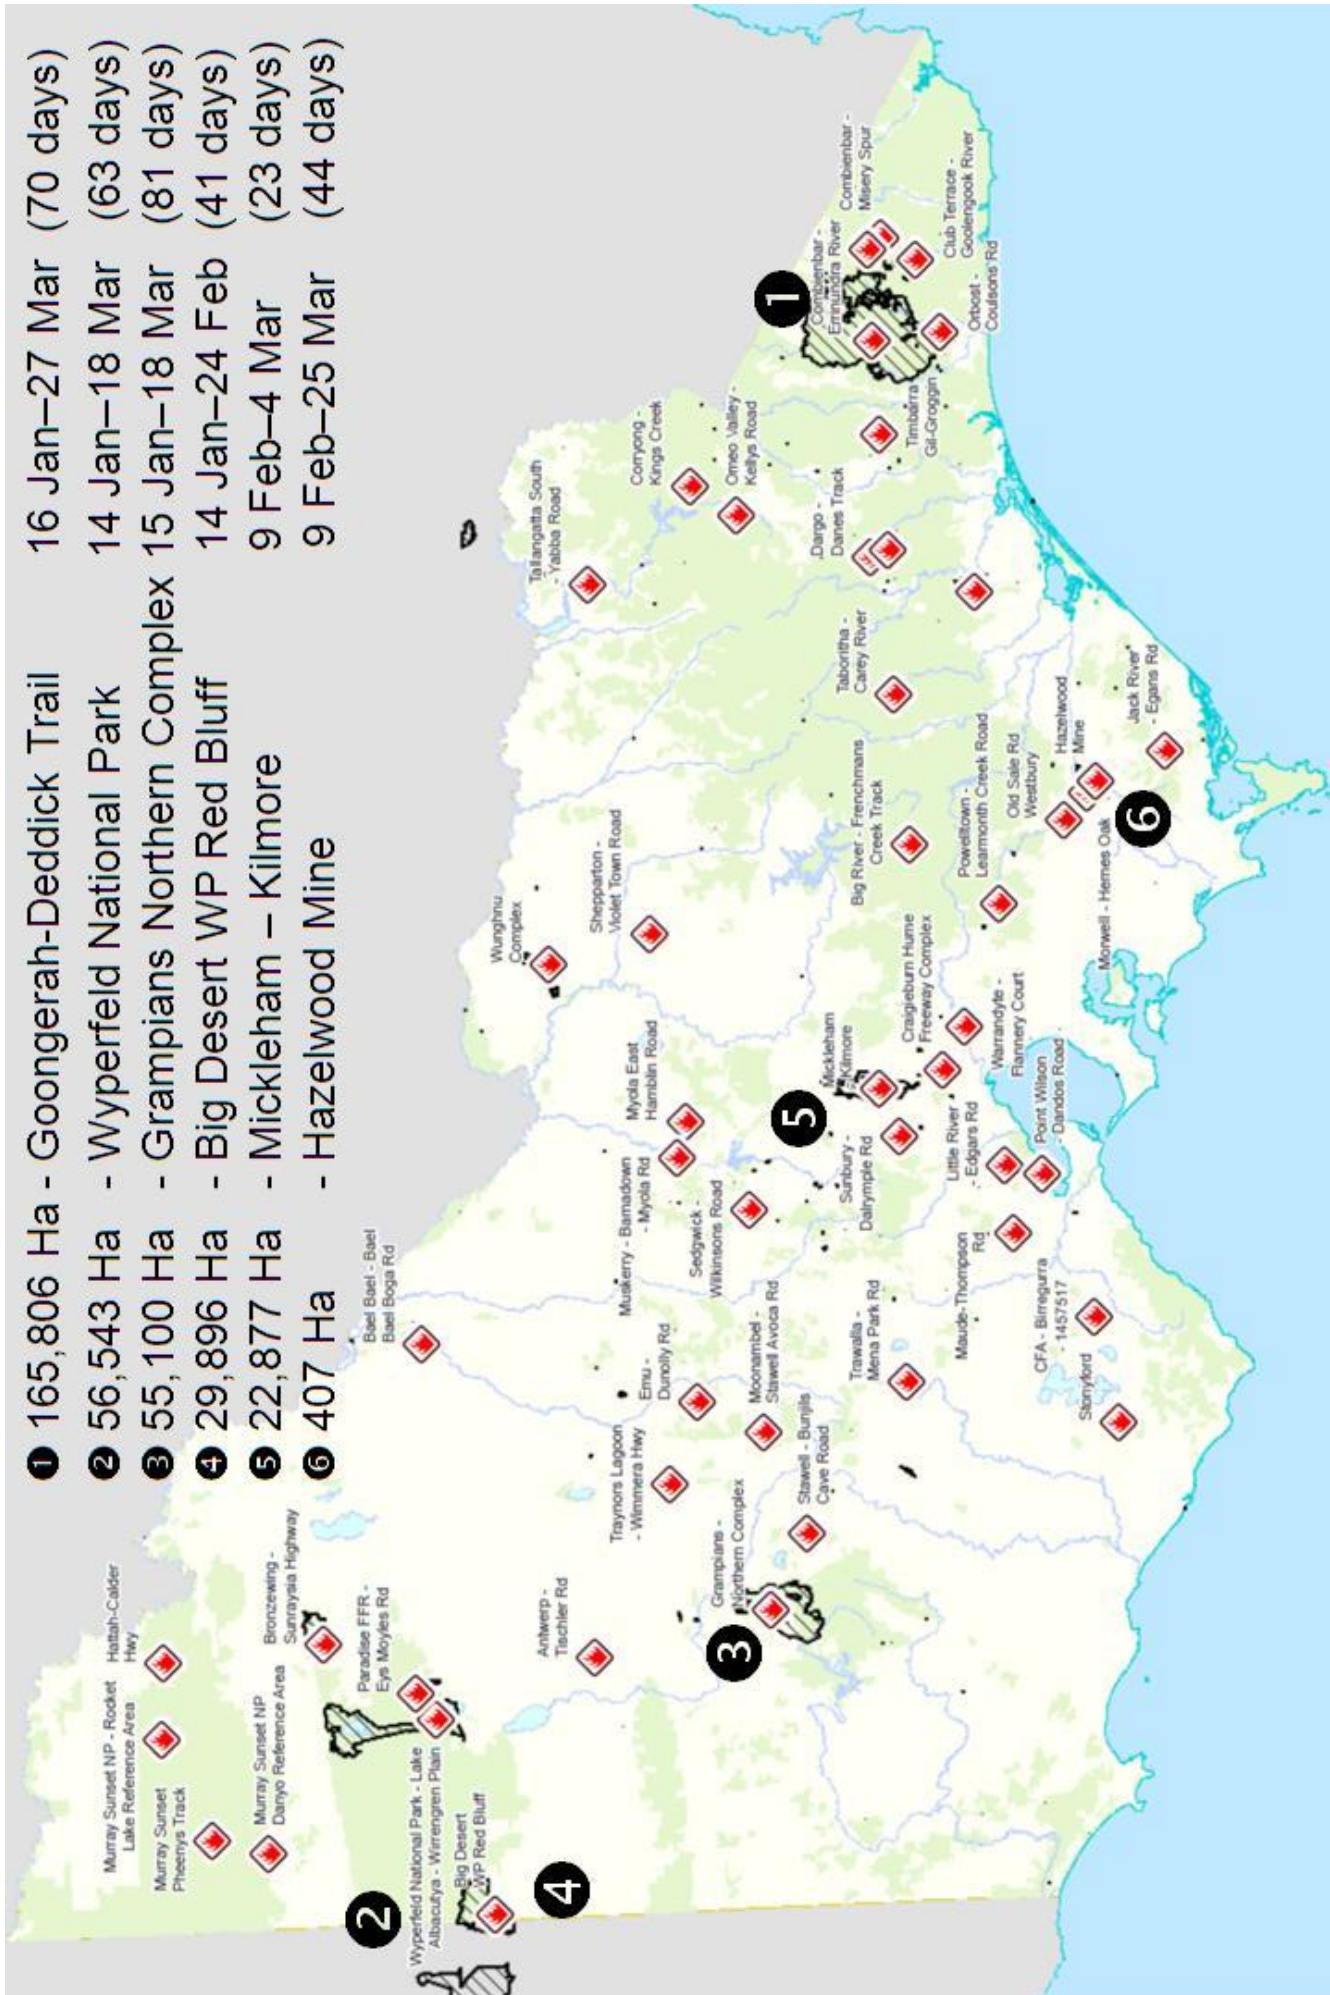 ❶ 165,806 Ha - Goongerah-Deddick Trail 16 Jan–27 Mar (70 days)
❷ 56,543 Ha - Wyperfeld National Park 14 Jan–18 Mar (63 days)
❸ 55,100 Ha - Grampians Northern Complex 15 Jan–18 Mar (81 days)
❹ 29,896 Ha - Big Desert WP Red Bluff 14 Jan–24 Feb (41 days)
❺ 22,877 Ha - Mickleham – Kilmore 9 Feb–4 Mar (23 days)
❻ 407 Ha - Hazelwood Mine 9 Feb–25 Mar (44 days)
Murray Sunset NP - Rocket
Lake Reference Area
Hattah-Calder
Hwy
Murray Sunset
Pheenys Track
Murray Sunset NP
Danyo Reference Area
Bronzewing -
Sunraysia Highway
Paradise FFR -
Eys Moyles Rd
2
Wyperfeld National Park - Lake
Albacutya - Wirrengren Plain
Big Desert
WP Red Bluff
4
Bael Bael - Bael
Bael Boga Rd
Antwerp -
Tischler Rd
Traynors Lagoon
- Wimmera Hwy
Emu -
Dunolly Rd
Grampians -
Northern Complex
3
Moonambel -
Stawell Avoca Rd
Stawell - Bunjils
Cave Road
Muskerry - Barnadown
- Myola Rd
Myola East
Hamblin Road
Sedgwick -
Wilkinsons Road
Wunghnu
Complex
Shepparton -
Violet Town Road
Tallangatta South
- Yabba Road
Corryong -
Kings Creek
Omeo Valley -
Kellys Road
1
Combienbar -
Errinundra River
Combienbar -
Misery Spur
Club Terrace -
Goolengook River
Orbost -
Coulsons Rd
Timbarra
Gil-Groggin
Dargo -
Danes Track
Taboritha -
Carey River
Big River - Frenchmans
Creek Track
5
Mickleham
Kilmore
Sunbury -
Dalrymple Rd
Craigieburn Hume
Freeway Complex
Trawalla -
Mena Park Rd
Little River
- Edgars Rd
Warrandyte -
Flannery Court
Point Wilson
- Dandos Road
Maude-Thompson
Rd
CFA - Birregurra
- 1457517
Stonyford
Powelltown -
Learmonth Creek Road
Old Sale Rd
Westbury
Hazelwood
Mine
Morwell - Hernes Oak
6
Jack River
- Egans Rd